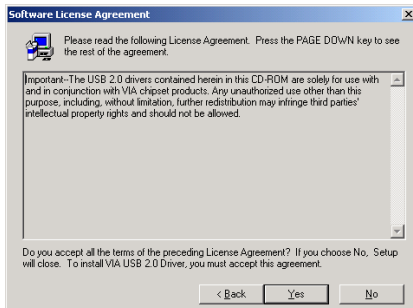 Software License Agreement
Please read the following License Agreement. Press the PAGE DOWN key to see
the rest of the agreement.
Important--The USB 2.0 drivers contained herein in this CD-ROM are solely for use with
and in conjunction with VIA chipset products. Any unauthorized use other than this
purpose, including, without limitation, further redistribution may infringe third parties'
intellectual property rights and should not be allowed.
Do you accept all the terms of the preceding License Agreement? If you choose No, Setup
will close. To install VIA USB 2.0 Driver, you must accept this agreement.
< Back Yes No